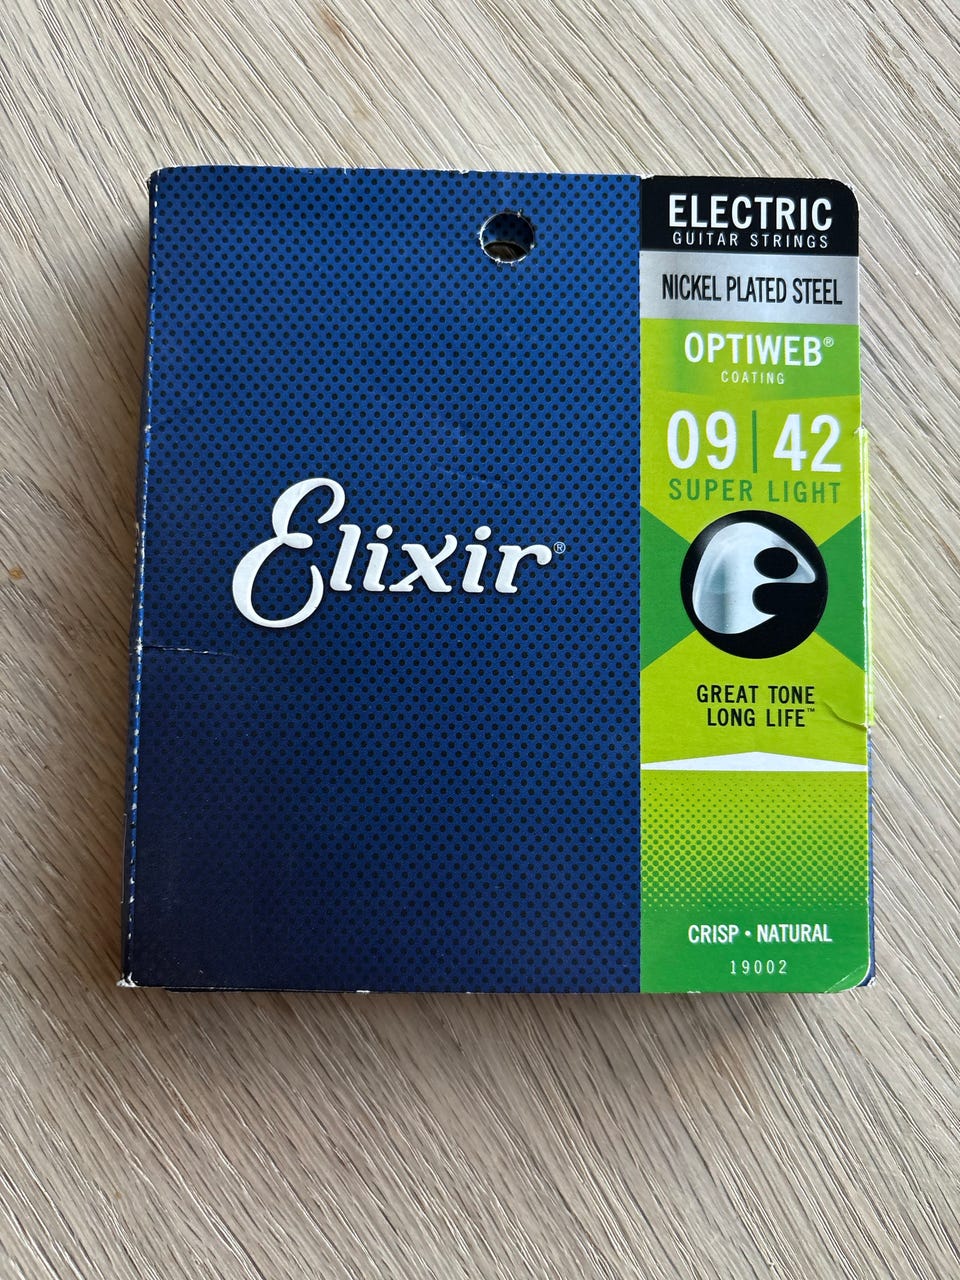 Elixir®
ELECTRIC
GUITAR STRINGS
NICKEL PLATED STEEL
OPTIWEB®
COATING
09 | 42
SUPER LIGHT
GREAT TONE
LONG LIFE™
CRISP • NATURAL
19002